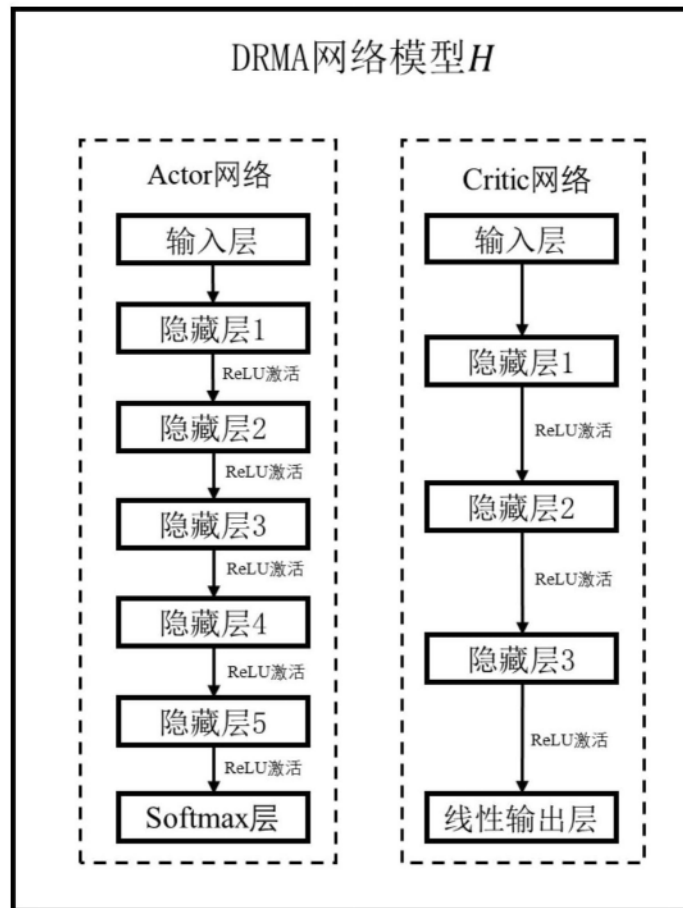 DRMA网络模型H
Actor网络
输入层
隐藏层1
ReLU激活
隐藏层2
ReLU激活
隐藏层3
ReLU激活
隐藏层4
ReLU激活
隐藏层5
ReLU激活
Softmax层
Critic网络
输入层
隐藏层1
ReLU激活
隐藏层2
ReLU激活
隐藏层3
ReLU激活
线性输出层